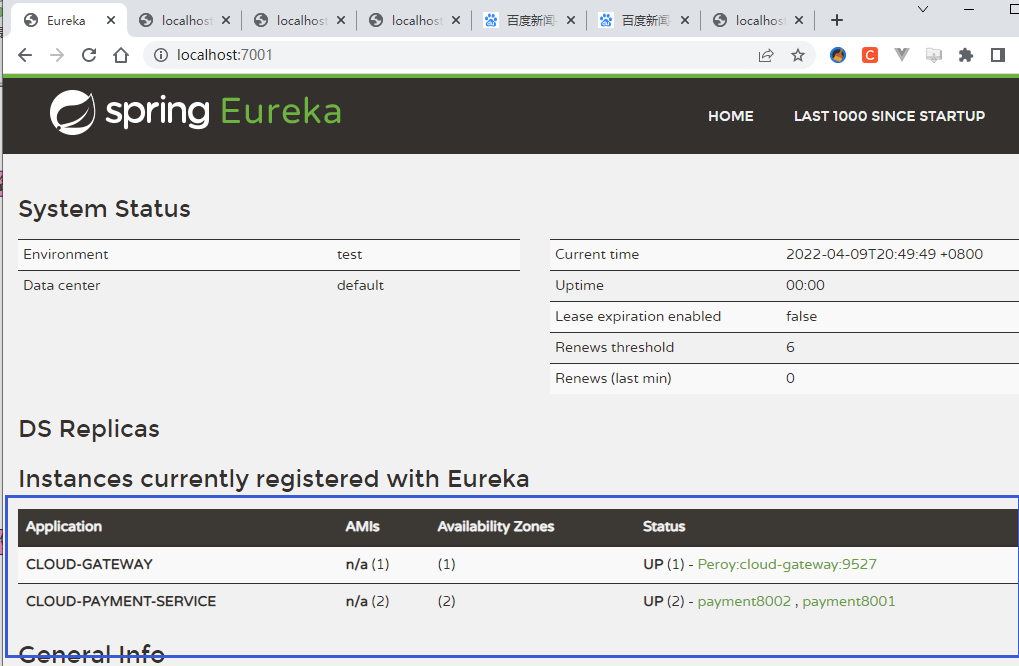 Eureka localhost: localhost: localhost: 百度新闻 百度新闻 localhost:
localhost:7001
spring Eureka HOME LAST 1000 SINCE STARTUP
System Status
Environment test
Data center default
Current time 2022-04-09T20:49:49 +0800
Uptime 00:00
Lease expiration enabled false
Renews threshold 6
Renews (last min) 0
DS Replicas
Instances currently registered with Eureka
Application AMIs Availability Zones Status
CLOUD-GATEWAY n/a (1) (1) UP (1) - Peroy:cloud-gateway:9527
CLOUD-PAYMENT-SERVICE n/a (2) (2) UP (2) - payment8002 , payment8001
General Info